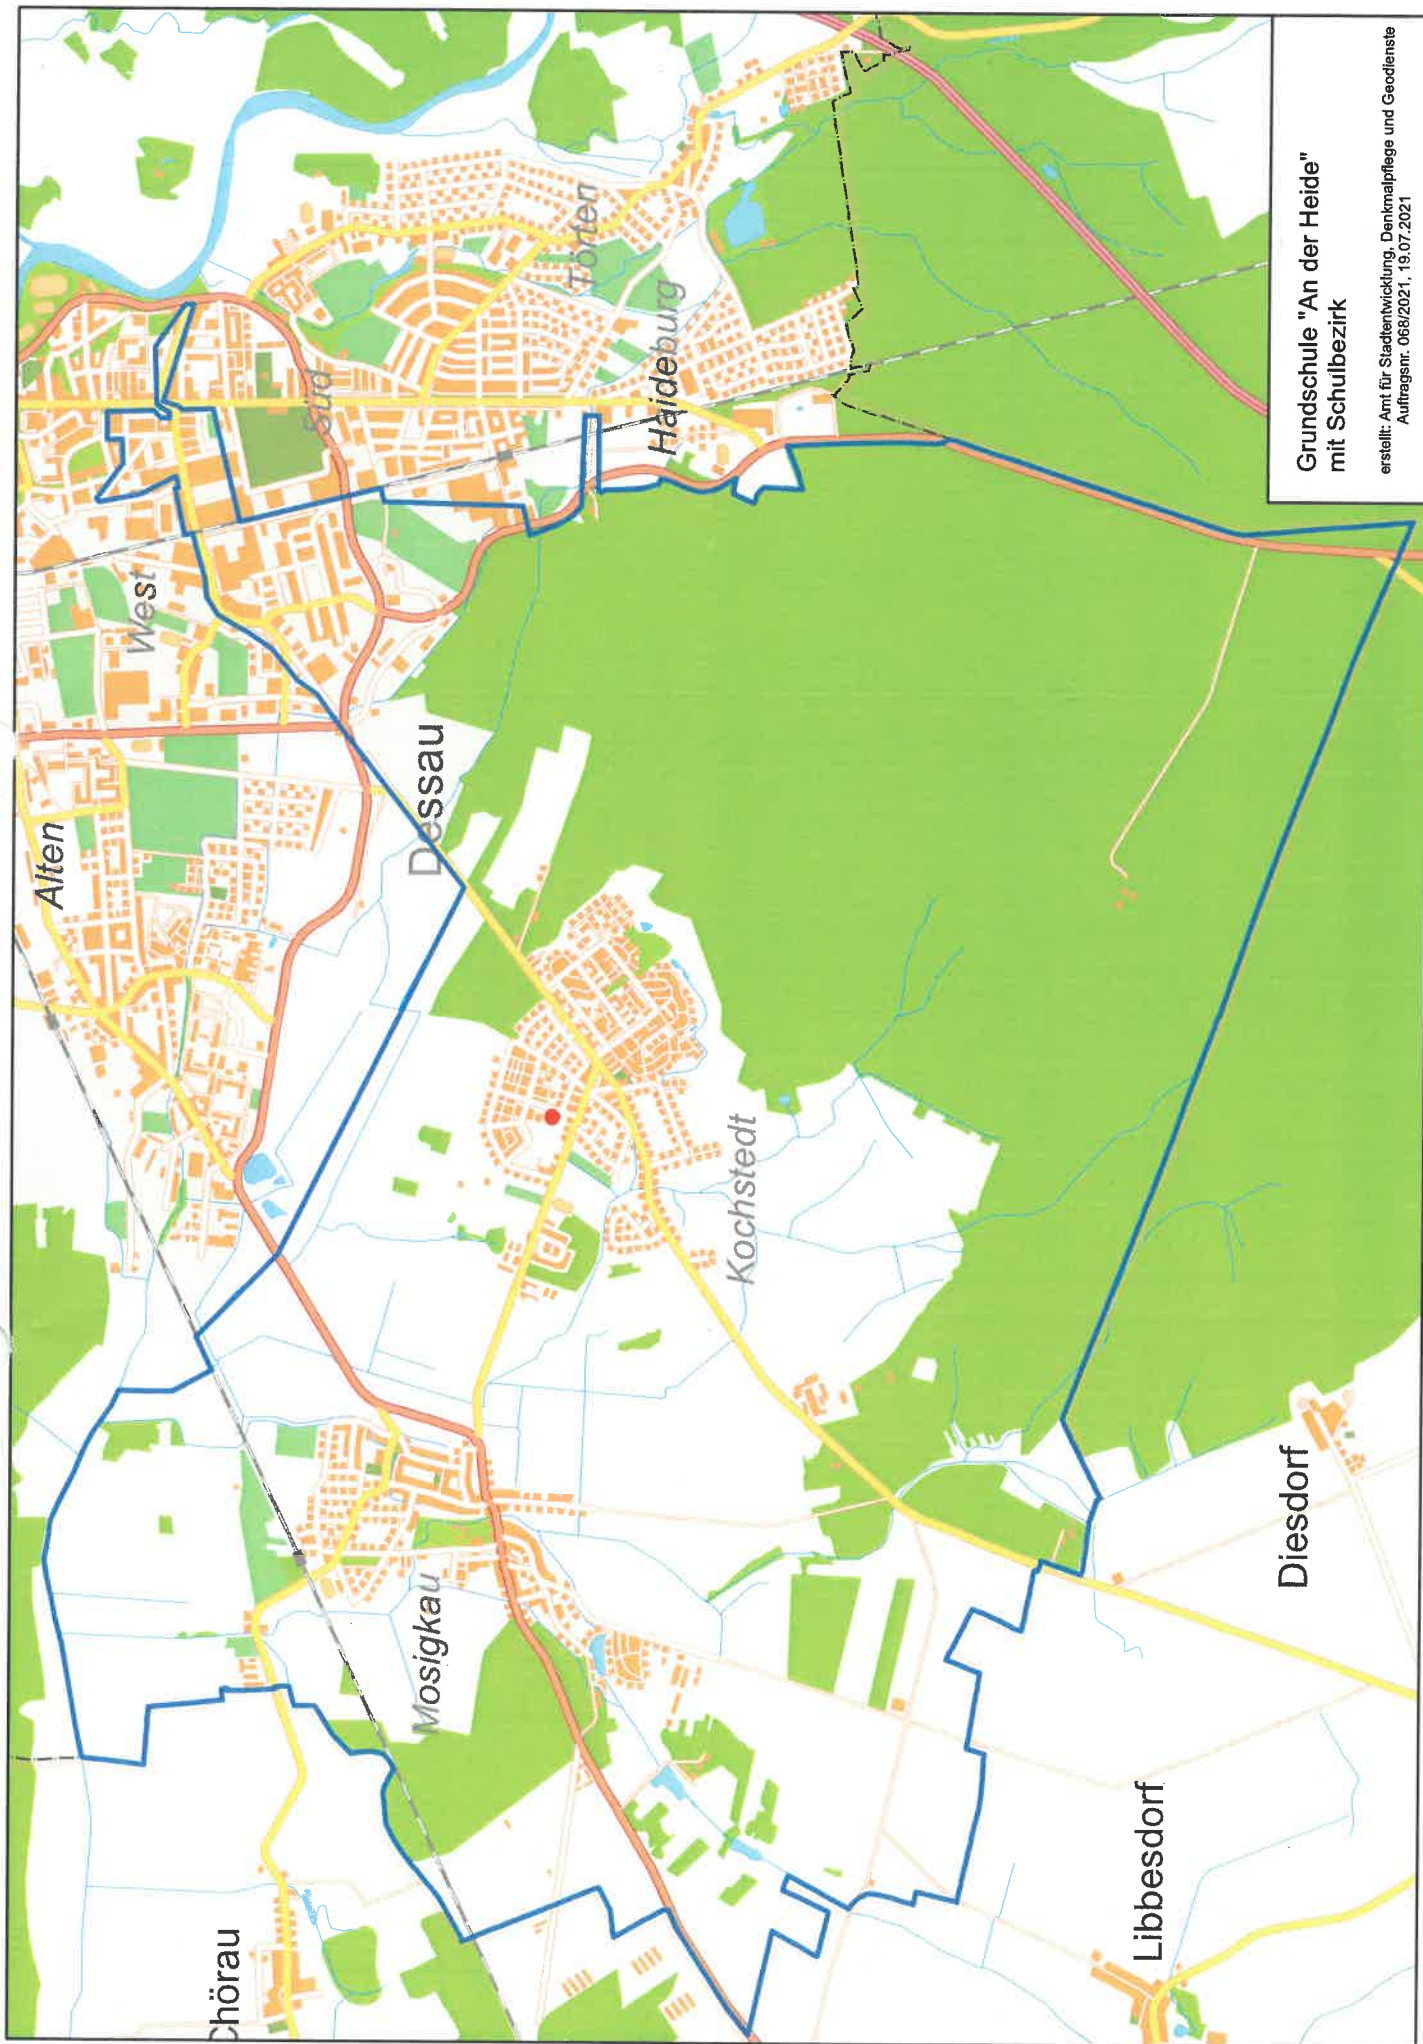 Chörau
Mosigkau
Alten
West
Süd
Törten
Haideburg
Dessau
Kochstedt
Libbesdorf
Diesdorf
Grundschule "An der Heide"
mit Schulbezirk
erstellt: Amt für Stadtentwicklung, Denkmalpflege und Geodienste
Auftragsnr. 068/2021, 19.07.2021